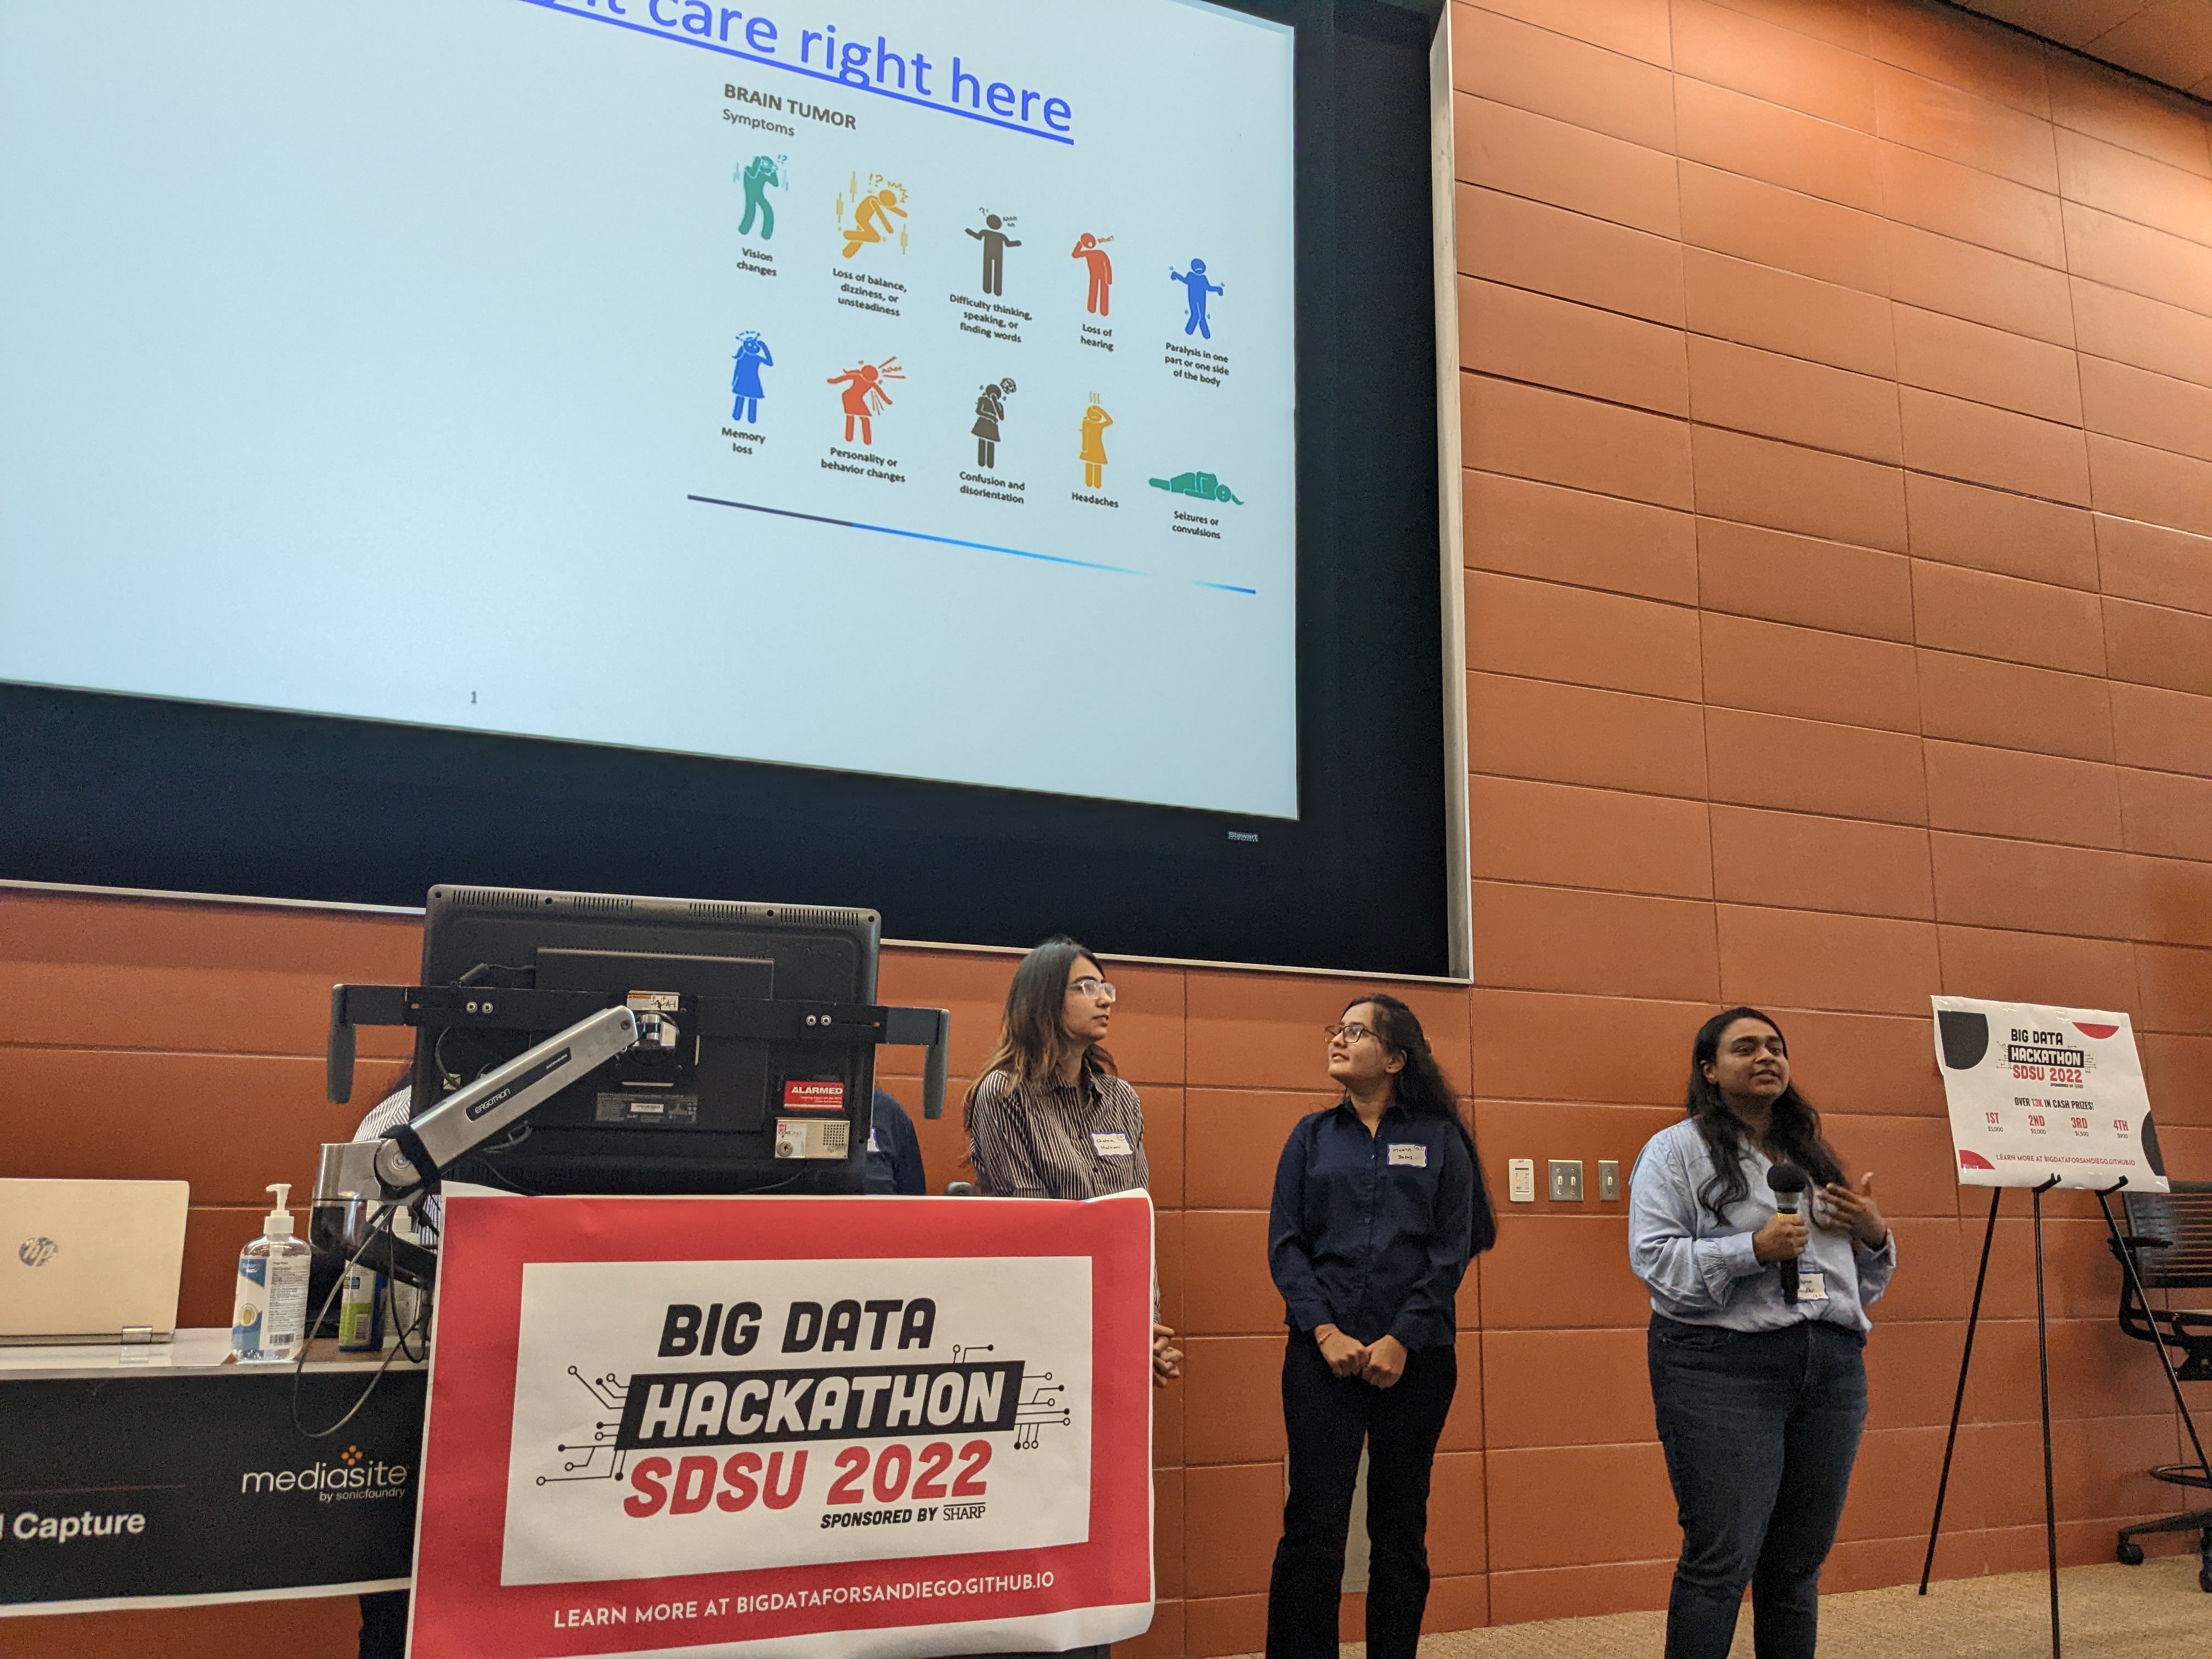 care right here
BRAIN TUMOR
Symptoms
Vision
changes
Loss of balance,
dizziness, or
unsteadiness
Difficulty thinking,
speaking, or
finding words
Loss of
hearing
Paralysis in one
part or one side
of the body
Memory
loss
Personality or
behavior changes
Confusion and
disorientation
Headaches
Seizures or
convulsions
1
Stewart
ALARMED
ERGOTRON
hp
BIG DATA
HACKATHON
SDSU 2022
OVER 13K IN CASH PRIZES!
1ST
2ND
3RD
4TH
LEARN MORE AT BIGDATAFORSANDIEGO.GITHUB.IO
mediasite
by sonicfoundry
Capture
BIG DATA
HACKATHON
SDSU 2022
SPONSORED BY SHARP
LEARN MORE AT BIGDATAFORSANDIEGO.GITHUB.IO